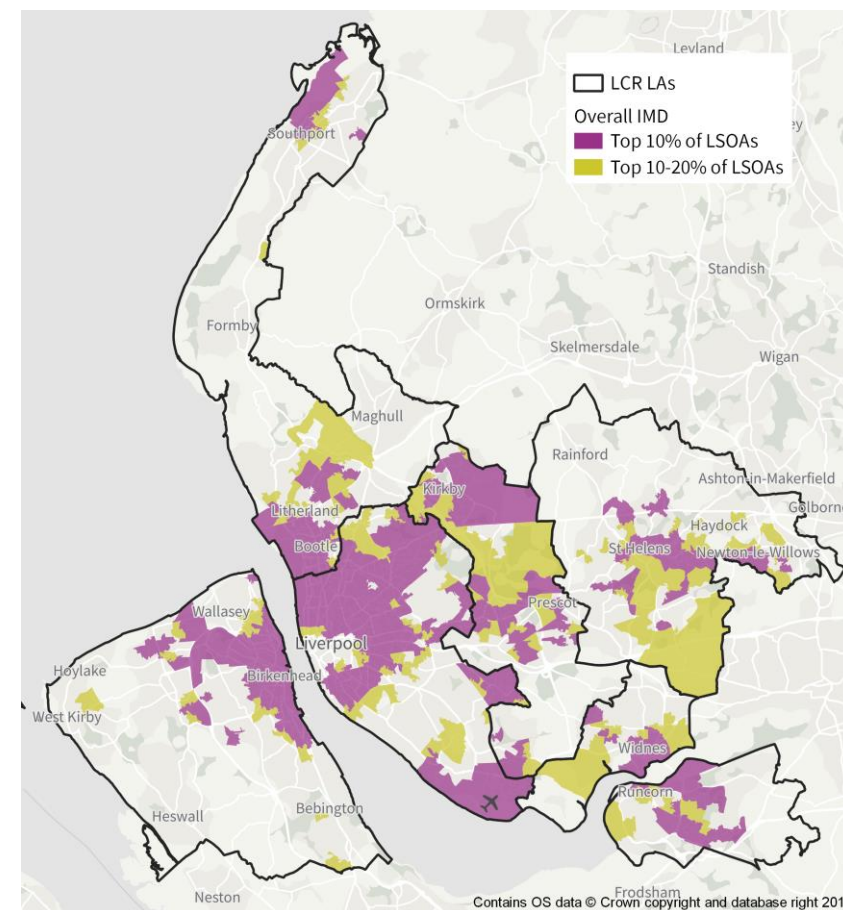 Leyland
LCR LAs
Overall IMD
Top 10% of LSOAs
Top 10-20% of LSOAs
Southport
Standish
Ormskirk
Formby
Skelmersdale
Wigan
Maghull
Rainford
Ashton-in-Makerfield
Kirkby
Golborne
Litherland
Haydock
Bootle
St Helens
Newton-le-Willows
Wallasey
Prescot
Liverpool
Hoylake
Birkenhead
West Kirby
Widnes
Runcorn
Heswall
Bebington
Neston
Frodsham
Contains OS data © Crown copyright and database right 201